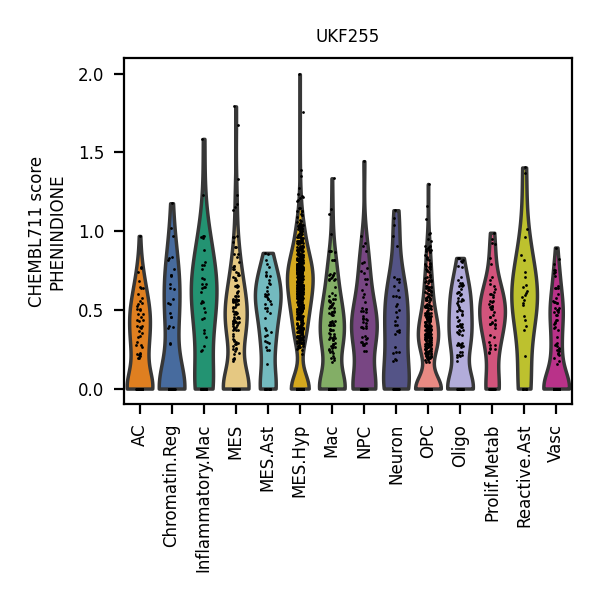 UKF255
CHEMBL711 score
PHENINDIONE
2.0
1.5
1.0
0.5
0.0
AC
Chromatin.Reg
Inflammatory.Mac
MES
MES.Ast
MES.Hyp
Mac
NPC
Neuron
OPC
Oligo
Prolif.Metab
Reactive.Ast
Vasc